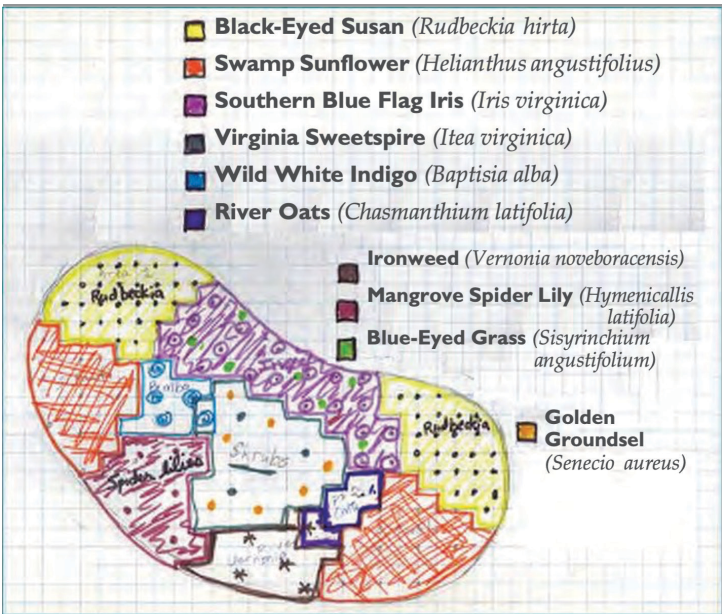 Black-Eyed Susan (Rudbeckia hirta)
Swamp Sunflower (Helianthus angustifolius)
Southern Blue Flag Iris (Iris virginica)
Virginia Sweetspire (Itea virginica)
Wild White Indigo (Baptisia alba)
River Oats (Chasmanthium latifolia)
Ironweed (Vernonia noveboracensis)
Mangrove Spider Lily (Hymenicallis
latifolia)
Blue-Eyed Grass (Sisyrinchium
angustifolium)
Golden
Groundsel
(Senecio aureus)
Rudbeckia
Rudbeckia
Skrubs
Spider lilies
Vernonia